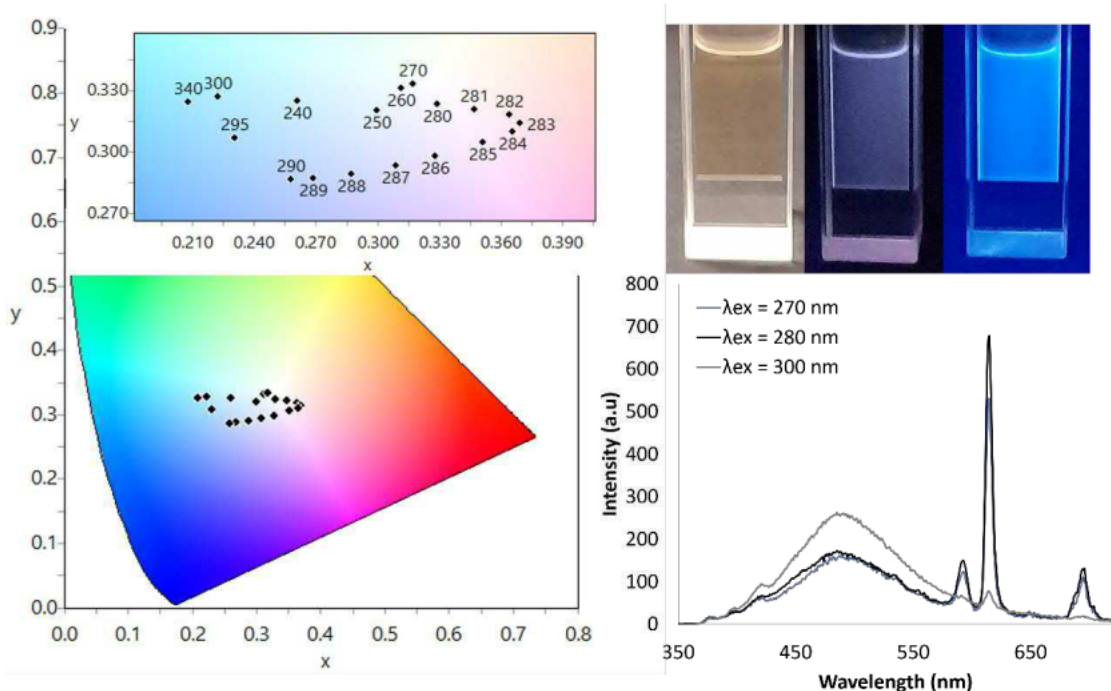 0.9
0.8
0.7
0.6
0.5
0.4
0.3
0.2
0.1
0.0
y
0.0 0.1 0.2 0.3 0.4 0.5 0.6 0.7 0.8
x
0.330
0.300
0.270
y
340 300 295 240 290 289 288 250 260 270 280 287 286 281 285 282 284 283
0.210 0.240 0.270 0.300 0.330 0.360 0.390
x
800
700
600
500
400
300
200
100
0
Intensity (a.u)
λex = 270 nm
λex = 280 nm
λex = 300 nm
350 450 550 650
Wavelength (nm)